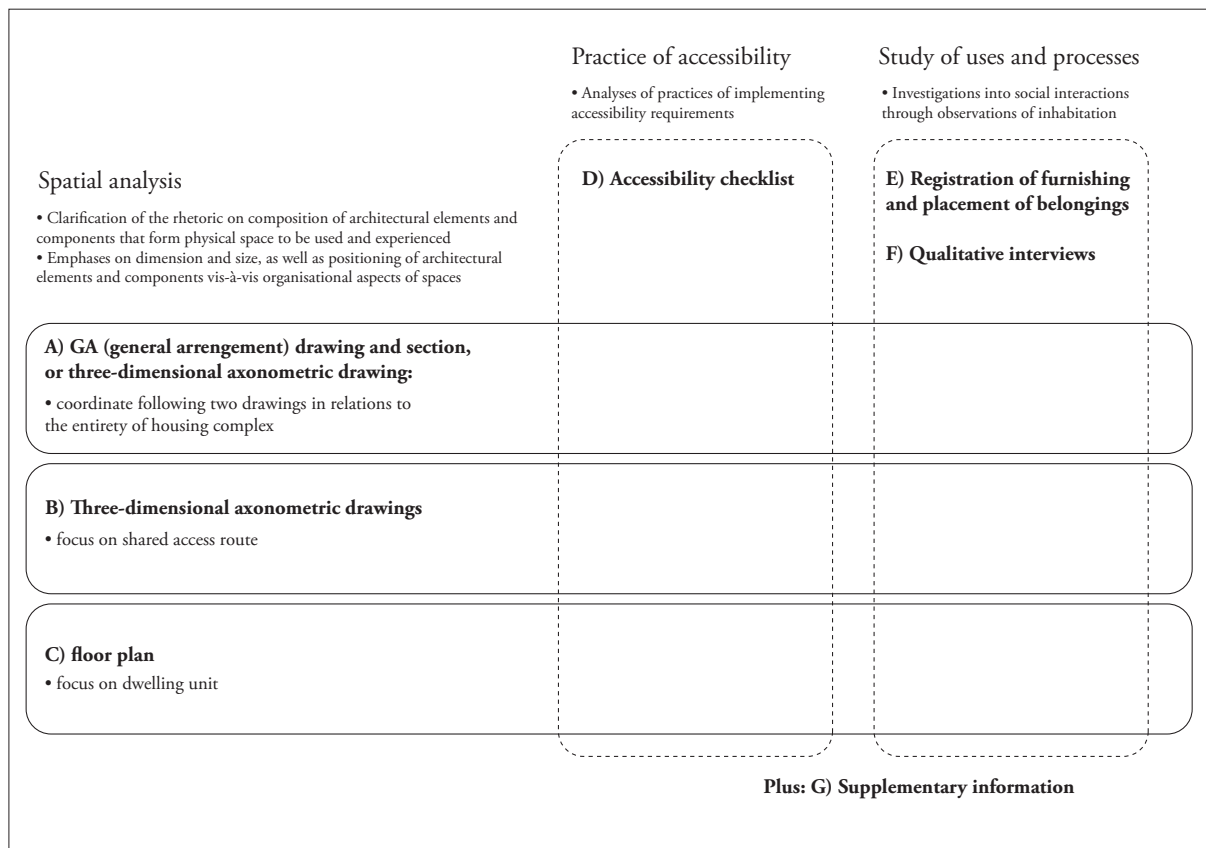 Practice of accessibility
• Analyses of practices of implementing
accessibility requirements
Study of uses and processes
• Investigations into social interactions
through observations of inhabitation
Spatial analysis
• Clarification of the rhetoric on composition of architectural elements and
components that form physical space to be used and experienced
• Emphases on dimension and size, as well as positioning of architectural
elements and components vis-à-vis organisational aspects of spaces
D) Accessibility checklist
E) Registration of furnishing
and placement of belongings
F) Qualitative interviews
A) GA (general arrengement) drawing and section,
or three-dimensional axonometric drawing:
• coordinate following two drawings in relations to
the entirety of housing complex
B) Three-dimensional axonometric drawings
• focus on shared access route
C) floor plan
• focus on dwelling unit
Plus: G) Supplementary information